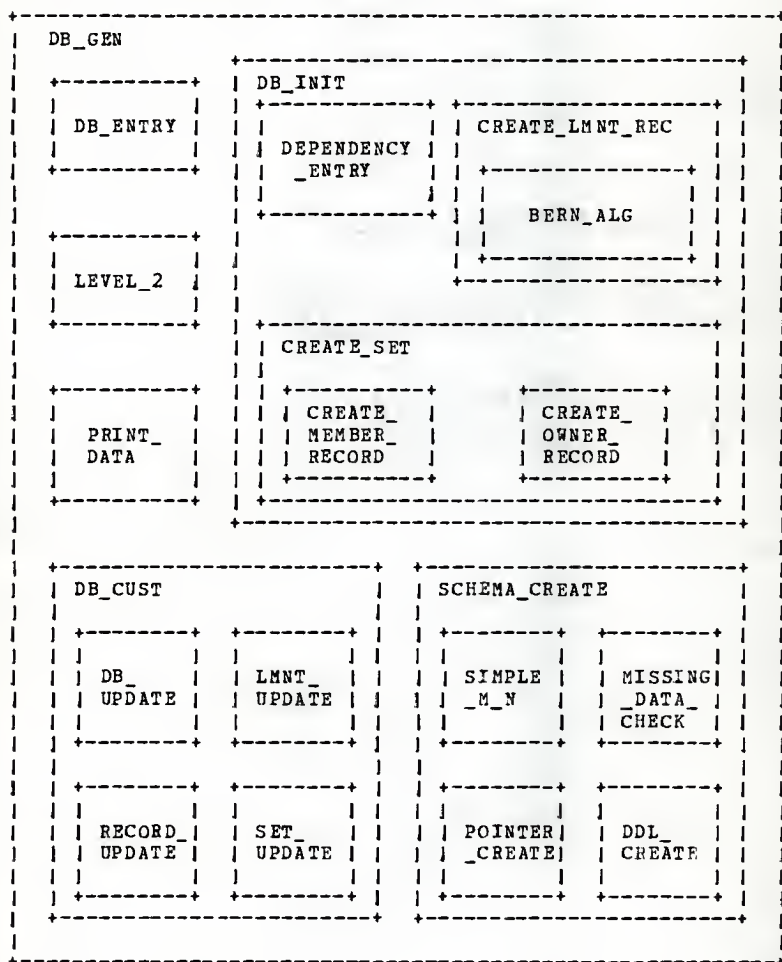 DB_GEN
DB_INIT
DB_ENTRY
DEPENDENCY
_ENTRY
CREATE_LMNT_REC
BERN_ALG
LEVEL_2
CREATE_SET
PRINT_
DATA
CREATE_
MEMBER_
RECORD
CREATE_
OWNER_
RECORD
DB_CUST
SCHEMA_CREATE
DB_
UPDATE
LMNT_
UPDATE
SIMPLE
_M_N
MISSING
_DATA_
CHECK
RECORD_
UPDATE
SET_
UPDATE
POINTER
_CREATE
DDL_
CREATE